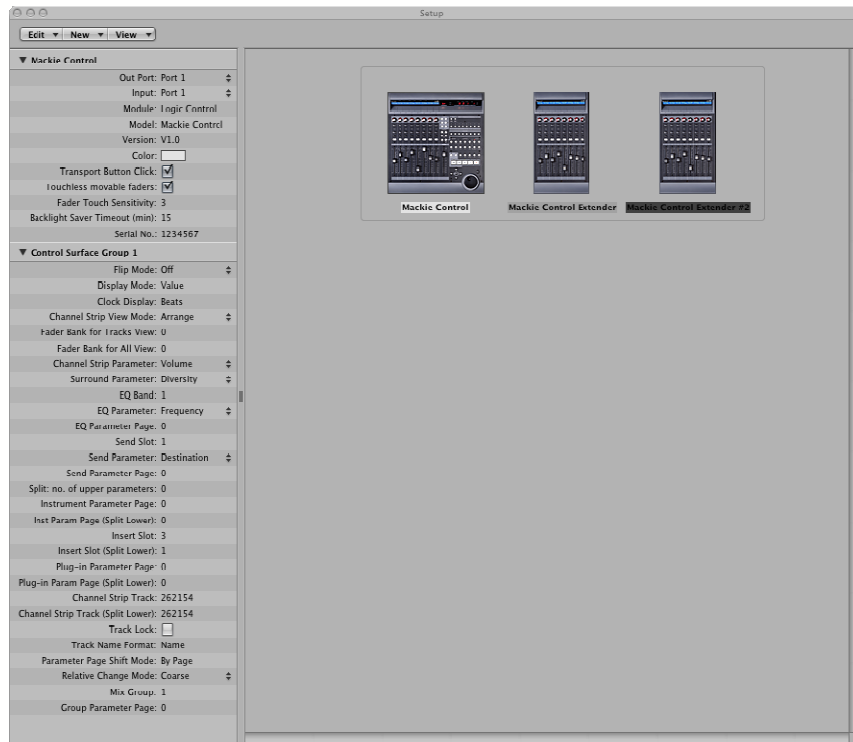 Setup
Edit New View
Mackie Control
Out Port: Port 1
Input: Port 1
Module: Logic Control
Model: Mackie Control
Version: V1.0
Color:
Transport Button Click:
Touchless movable faders:
Fader Touch Sensitivity: 3
Backlight Saver Timeout (min): 15
Serial No.: 1234567
Control Surface Group 1
Flip Mode: Off
Display Mode: Value
Clock Display: Beats
Channel Strip View Mode: Arrange
Fader Bank for Tracks View: 0
Fader Bank for All View: 0
Channel Strip Parameter: Volume
Surround Parameter: Diversity
EQ Band: 1
EQ Parameter: Frequency
EQ Parameter Page: 0
Send Slot: 1
Send Parameter: Destination
Send Parameter Page: 0
Split: no. of upper parameters: 0
Instrument Parameter Page: 0
Inst Param Page (Split Lower): 0
Insert Slot: 3
Insert Slot (Split Lower): 1
Plug-in Parameter Page: 0
Plug-in Param Page (Split Lower): 0
Channel Strip Track: 262154
Channel Strip Track (Split Lower): 262154
Track Lock:
Track Name Format: Name
Parameter Page Shift Mode: By Page
Relative Change Mode: Coarse
Mix Group: 1
Group Parameter Page: 0
Mackie Control
Mackie Control Extender
Mackie Control Extender #2